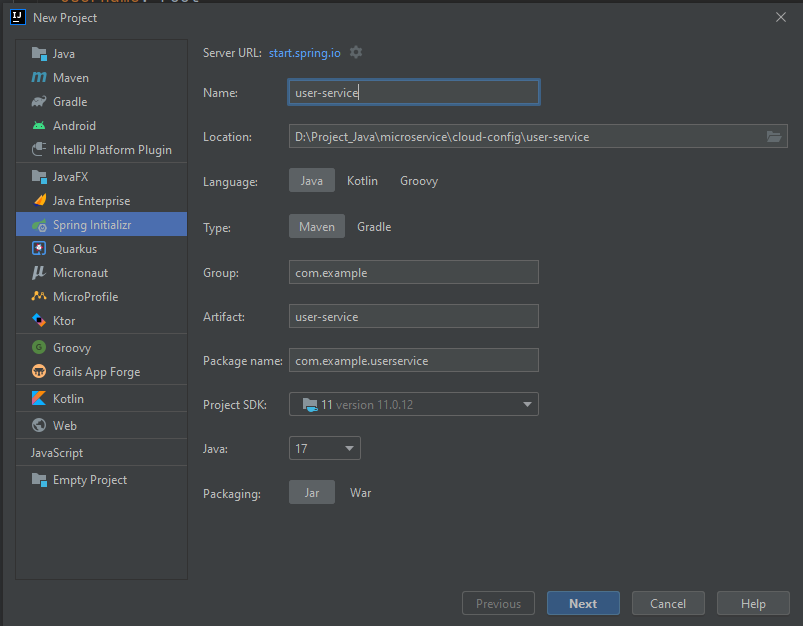 New Project
Java
Maven
Gradle
Android
IntelliJ Platform Plugin
JavaFX
Java Enterprise
Spring Initializr
Quarkus
Micronaut
MicroProfile
Ktor
Groovy
Grails App Forge
Kotlin
Web
JavaScript
Empty Project
Server URL: start.spring.io
Name: user-service
Location: D:\Project_Java\microservice\cloud-config\user-service
Language: Java Kotlin Groovy
Type: Maven Gradle
Group: com.example
Artifact: user-service
Package name: com.example.userservice
Project SDK: 11 version 11.0.12
Java: 17
Packaging: Jar War
Previous Next Cancel Help